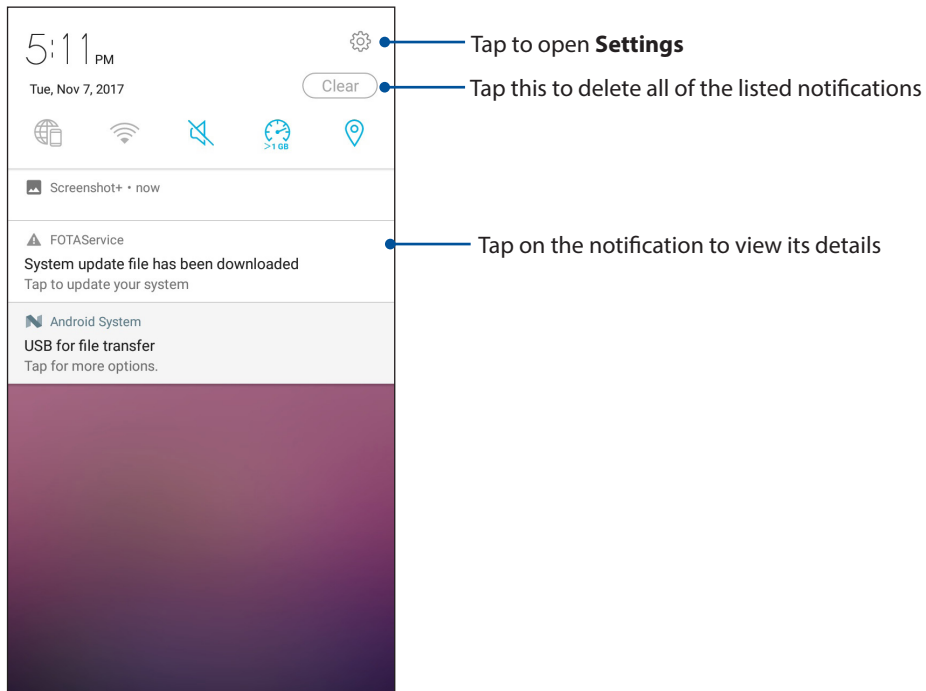 5:11 PM
Tap to open Settings
Tue, Nov 7, 2017
Clear
Tap this to delete all of the listed notifications
>1 GB
Screenshot+ • now
FOTAService
Tap on the notification to view its details
System update file has been downloaded
Tap to update your system
Android System
USB for file transfer
Tap for more options.